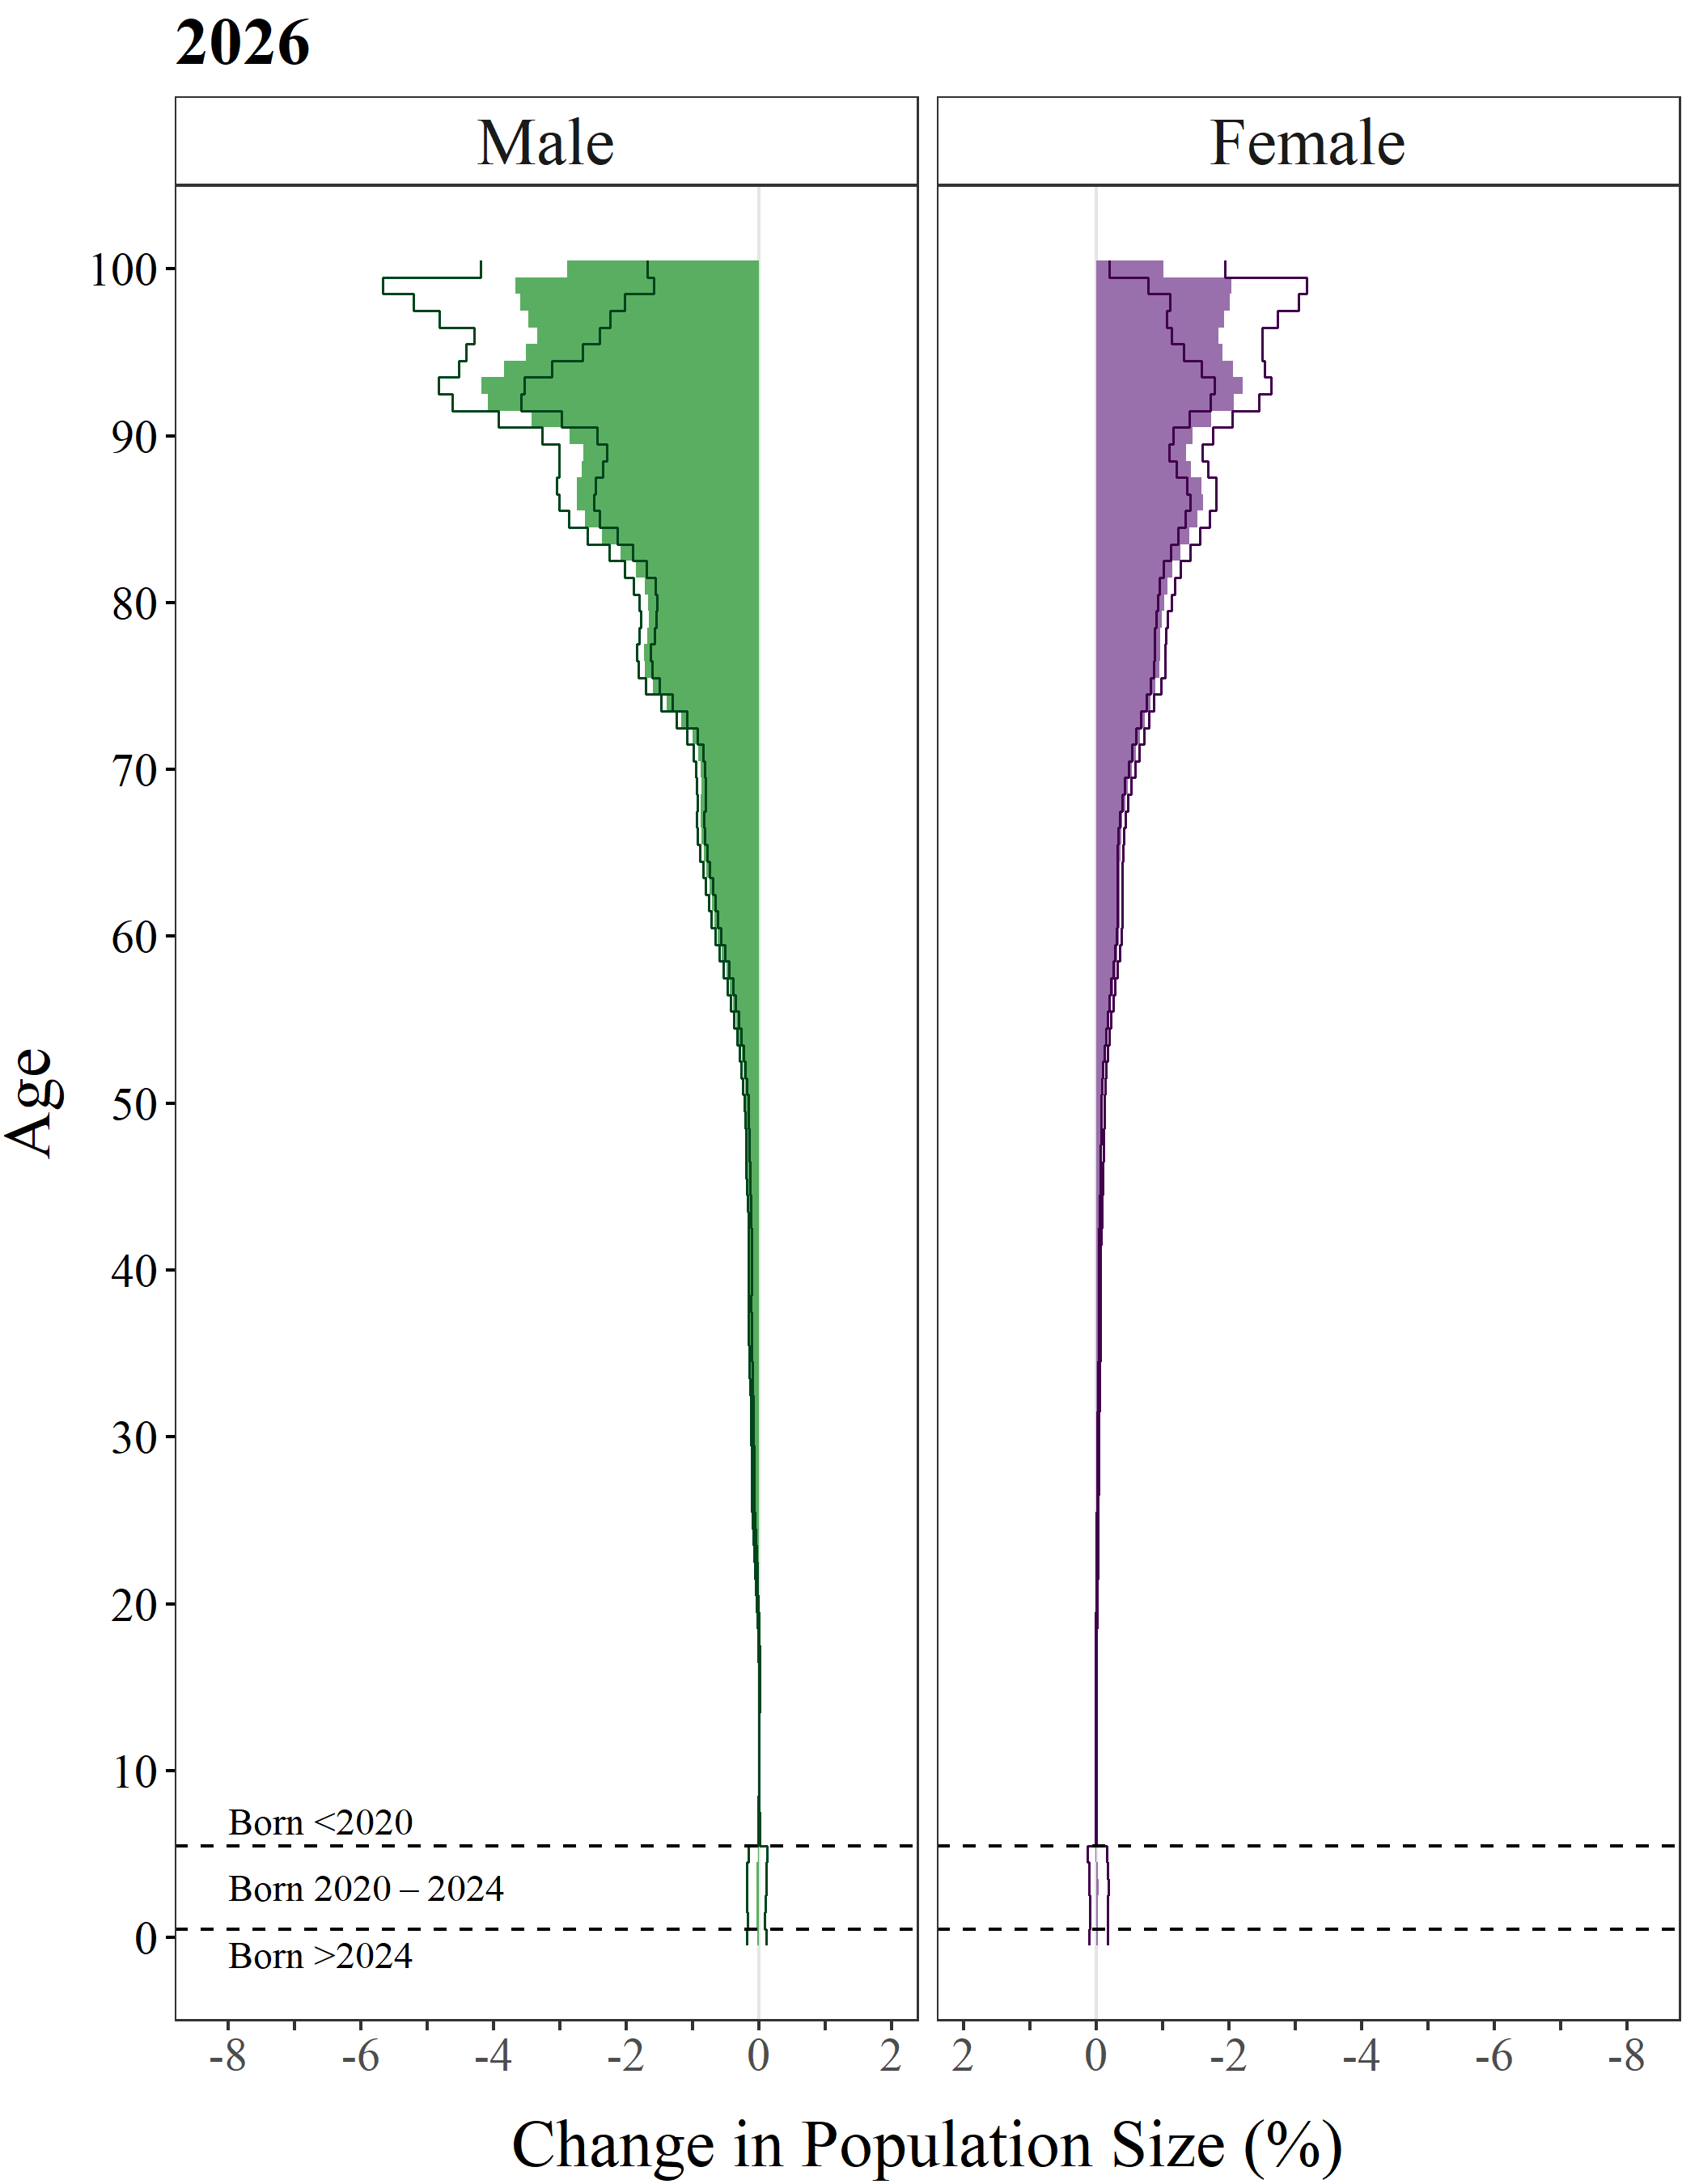 2026
Male Female
100
90
80
70
60
50
40
30
20
10
0
Age
Born <2020
Born 2020 – 2024
Born >2024
-8 -6 -4 -2 0 2 2 0 -2 -4 -6 -8
Change in Population Size (%)